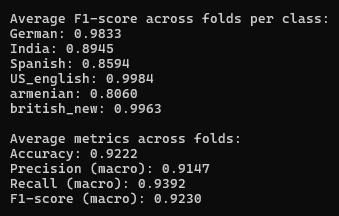 Average F1-score across folds per class:
German: 0.9833
India: 0.8945
Spanish: 0.8594
US_english: 0.9984
armenian: 0.8060
british_new: 0.9963

Average metrics across folds:
Accuracy: 0.9222
Precision (macro): 0.9147
Recall (macro): 0.9392
F1-score (macro): 0.9230